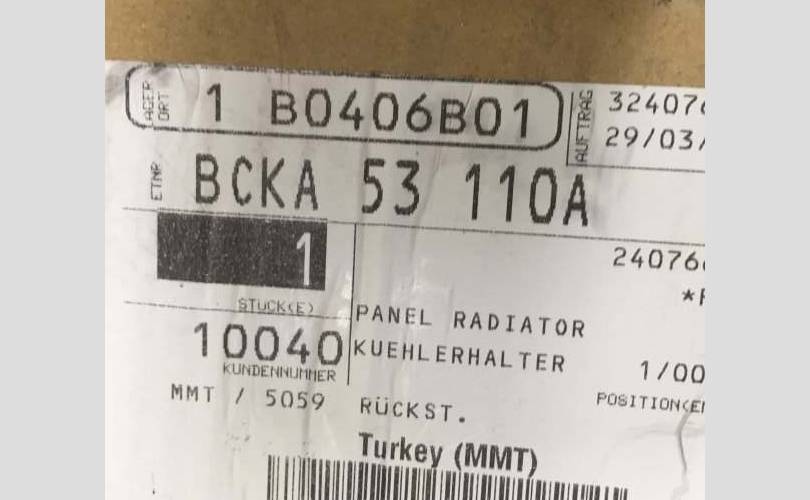 LAGER ORT 1 B0406B01
AUFTRAG 32407
29/03/
ETNR BCKA 53 110A
1
STUCK(E)
24076
*
PANEL RADIATOR
10040 KUEHLERHALTER 1/00
KUNDENNUMMER
MMT / 5059 RÜCKST. POSITION(E
Turkey (MMT)